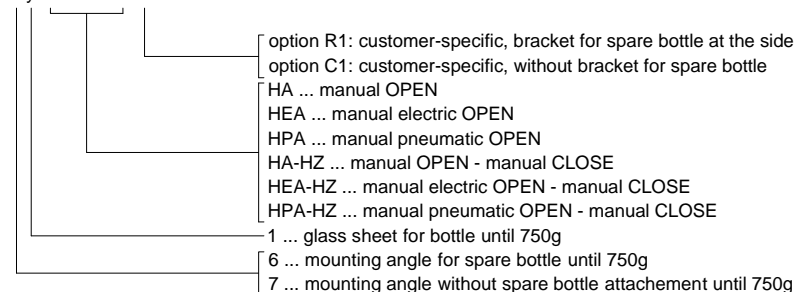 option R1: customer-specific, bracket for spare bottle at the side
option C1: customer-specific, without bracket for spare bottle
HA ... manual OPEN
HEA ... manual electric OPEN
HPA ... manual pneumatic OPEN
HA-HZ ... manual OPEN - manual CLOSE
HEA-HZ ... manual electric OPEN - manual CLOSE
HPA-HZ ... manual pneumatic OPEN - manual CLOSE
1 ... glass sheet for bottle until 750g
6 ... mounting angle for spare bottle until 750g
7 ... mounting angle without spare bottle attachement until 750g